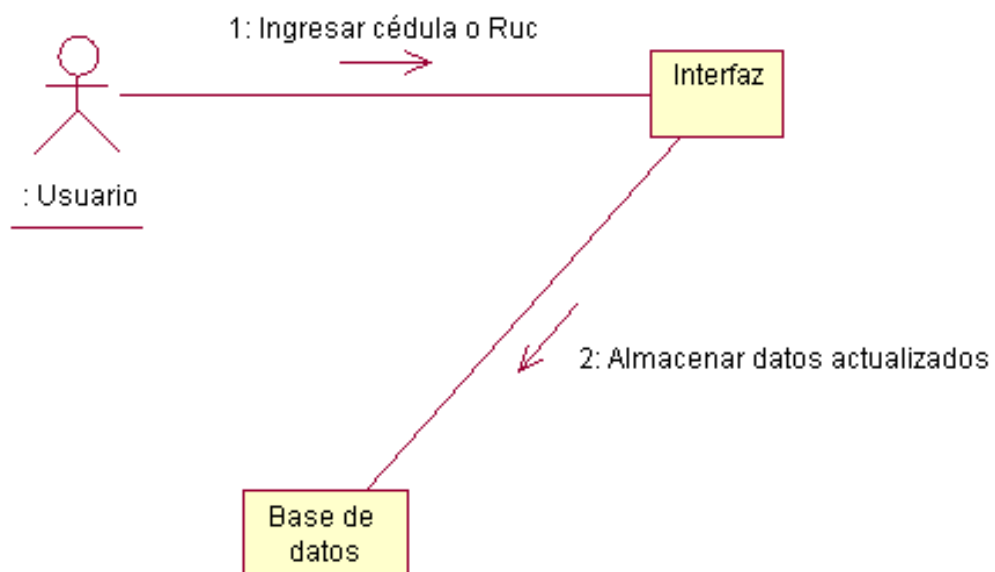 1: Ingresar cédula o Ruc
Interfaz
: Usuario
2: Almacenar datos actualizados
Base de
datos